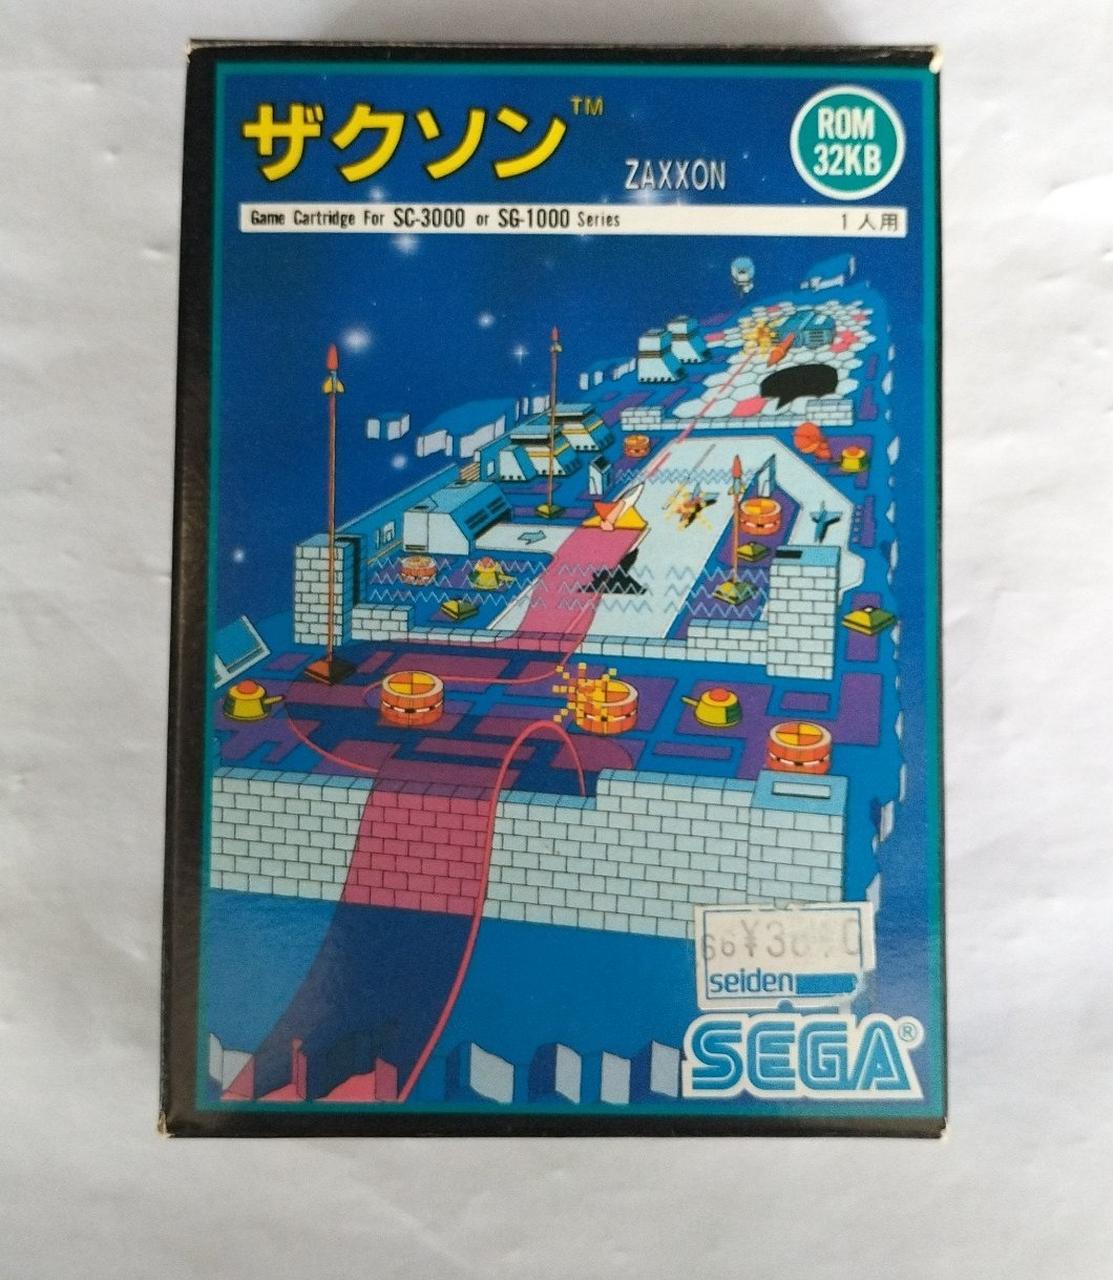 ザクソン™
ZAXXON
ROM
32KB
Game Cartridge For SC-3000 or SG-1000 Series
1人用
seiden
SEGA®